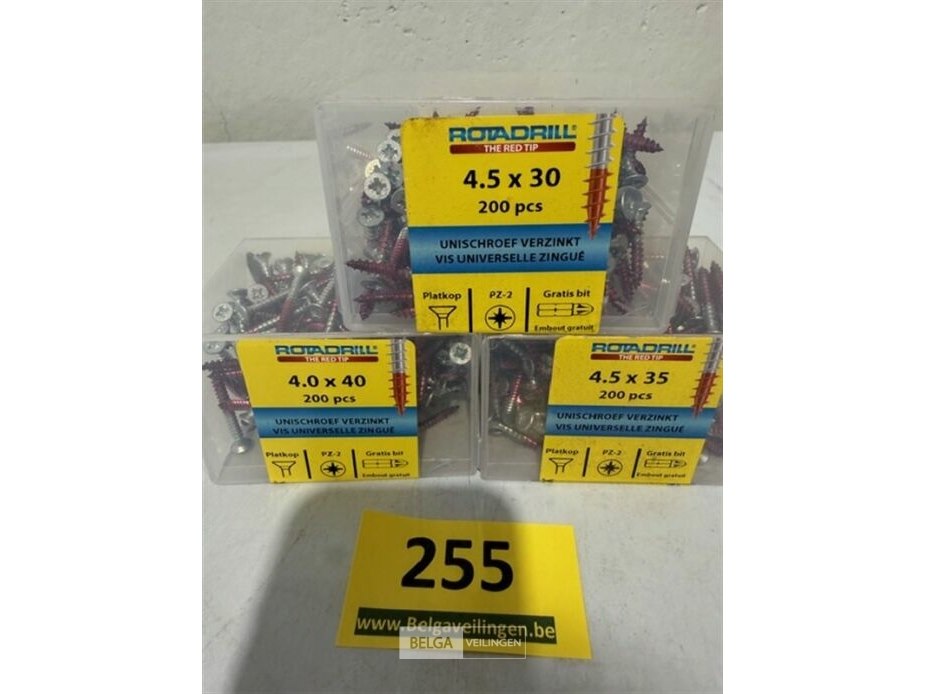 ROTADRILL
THE RED TIP
4.5 x 30
200 pcs
UNISCHROEF VERZINKT
VIS UNIVERSELLE ZINGUÉ
Platkop
PZ-2
Gratis bit
Embout gratuit
ROTADRILL
THE RED TIP
4.0 x 40
200 pcs
UNISCHROEF VERZINKT
VIS UNIVERSELLE ZINGUÉ
Platkop
PZ-2
Gratis bit
Embout gratuit
ROTADRILL
THE RED TIP
4.5 x 35
200 pcs
UNISCHROEF VERZINKT
VIS UNIVERSELLE ZINGUÉ
Platkop
PZ-2
Gratis bit
Embout gratuit
255
www.Belgaveilingen.be
BELGA VEILINGEN